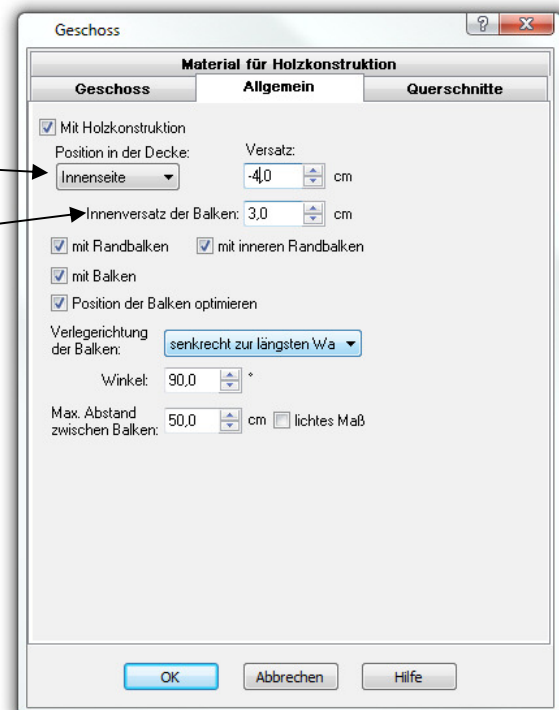 Geschoss
Material für Holzkonstruktion
Geschoss Allgemein Querschnitte
Mit Holzkonstruktion
Position in der Decke: Versatz:
Innenseite -4,0 cm
Innenversatz der Balken: 3,0 cm
mit Randbalken mit inneren Randbalken
mit Balken
Position der Balken optimieren
Verlegerichtung
der Balken: senkrecht zur längsten Wa
Winkel: 90,0 °
Max. Abstand
zwischen Balken: 50,0 cm lichtes Maß
OK Abbrechen Hilfe